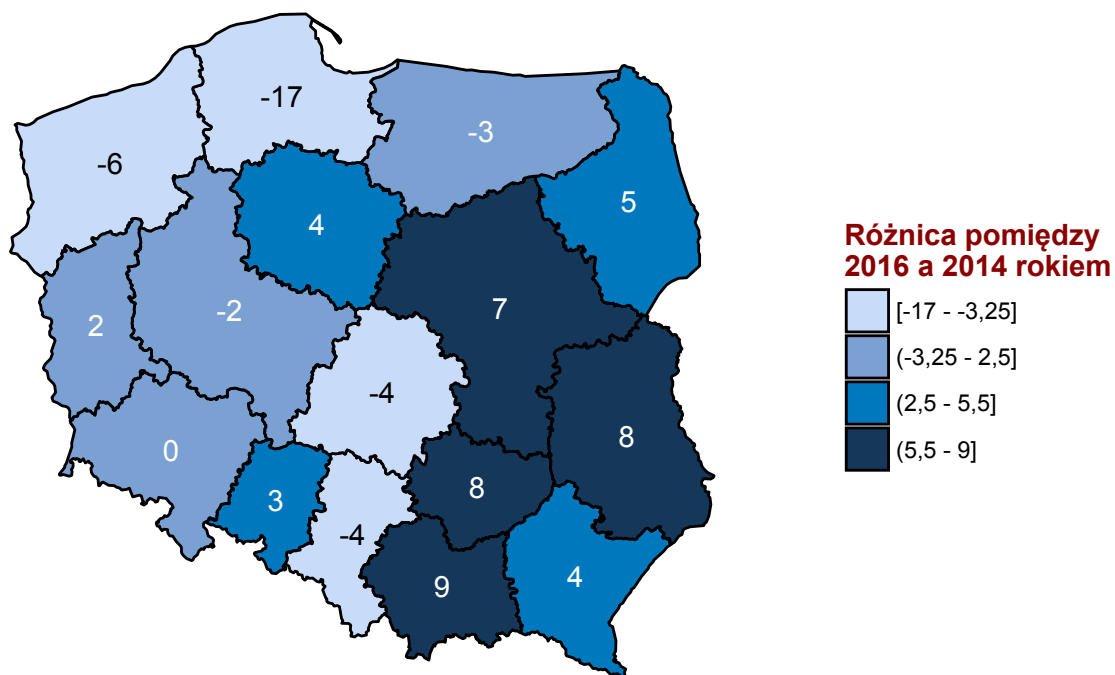 -17
-3
-6
5
4
7
-2
2
-4
8
0
8
3
-4
4
9
Różnica pomiędzy
2016 a 2014 rokiem
[-17 - -3,25]
(-3,25 - 2,5]
(2,5 - 5,5]
(5,5 - 9]